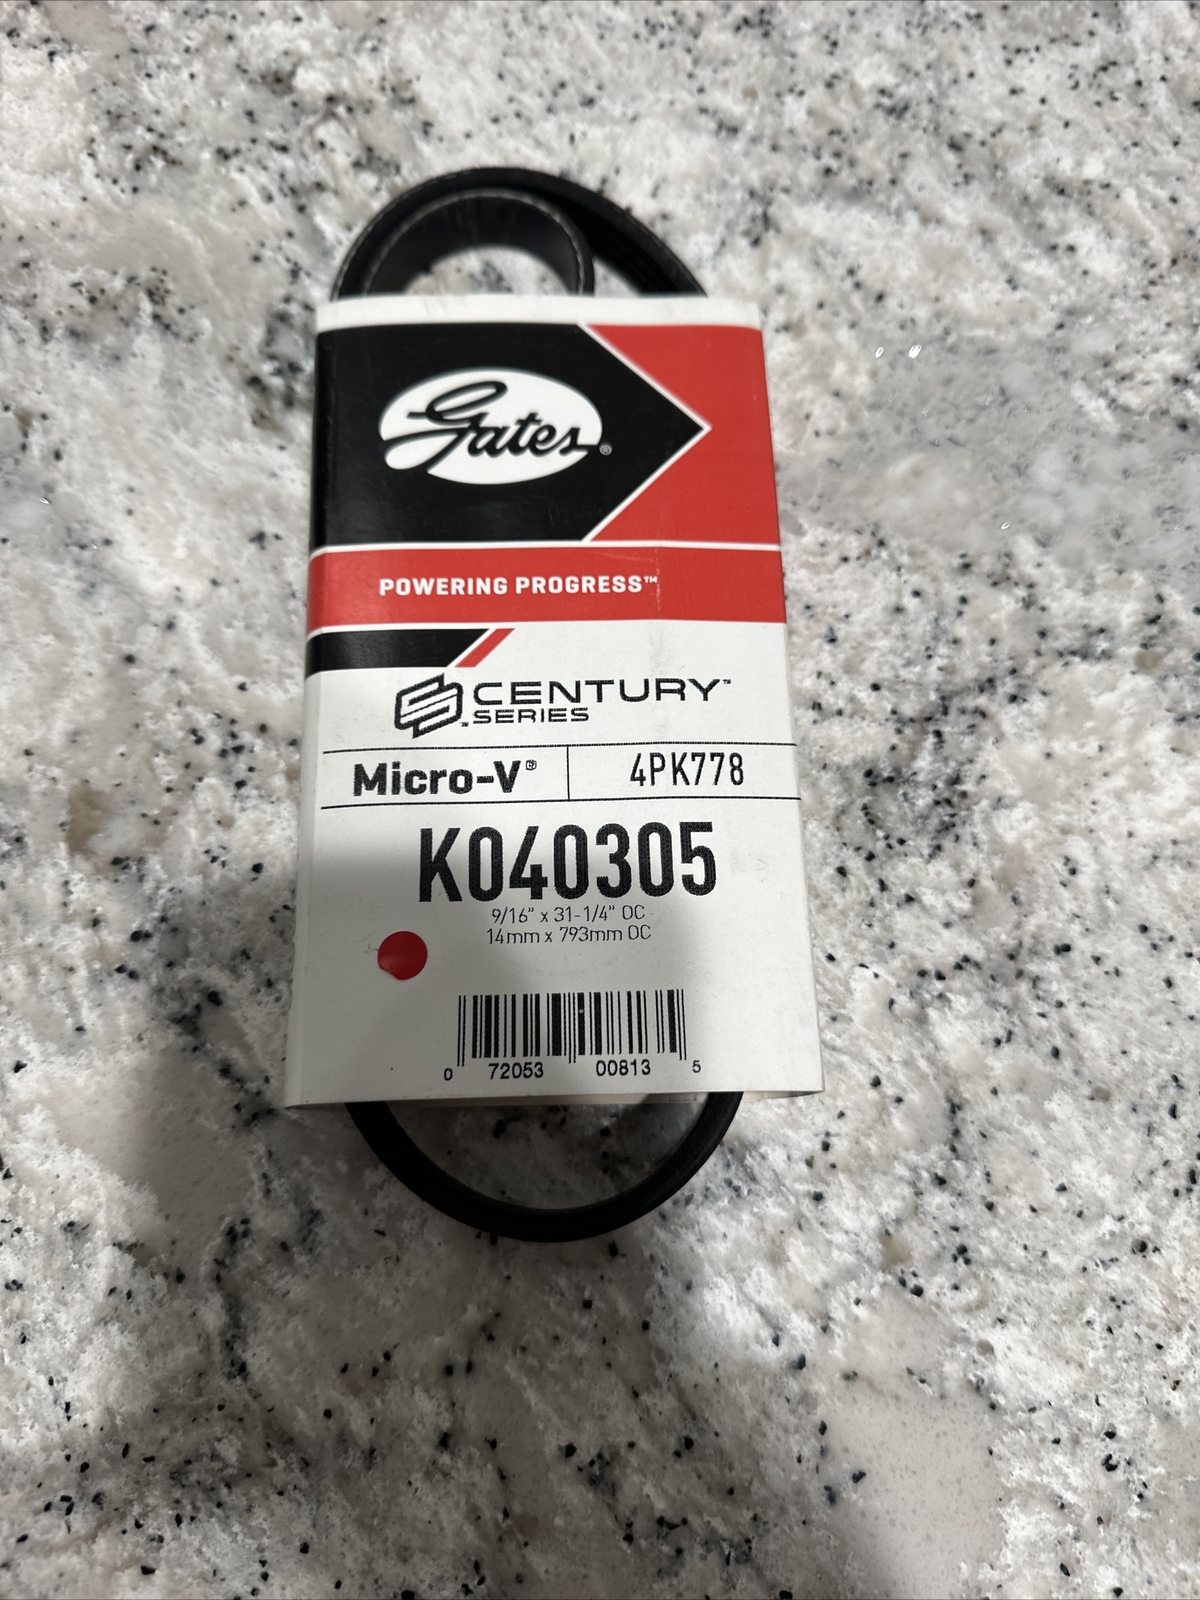 Gates®
POWERING PROGRESS™
CENTURY™
SERIES
Micro-V® 4PK778
K040305
9/16" x 31-1/4" OC
14mm x 793mm OC
0 72053 00813 5